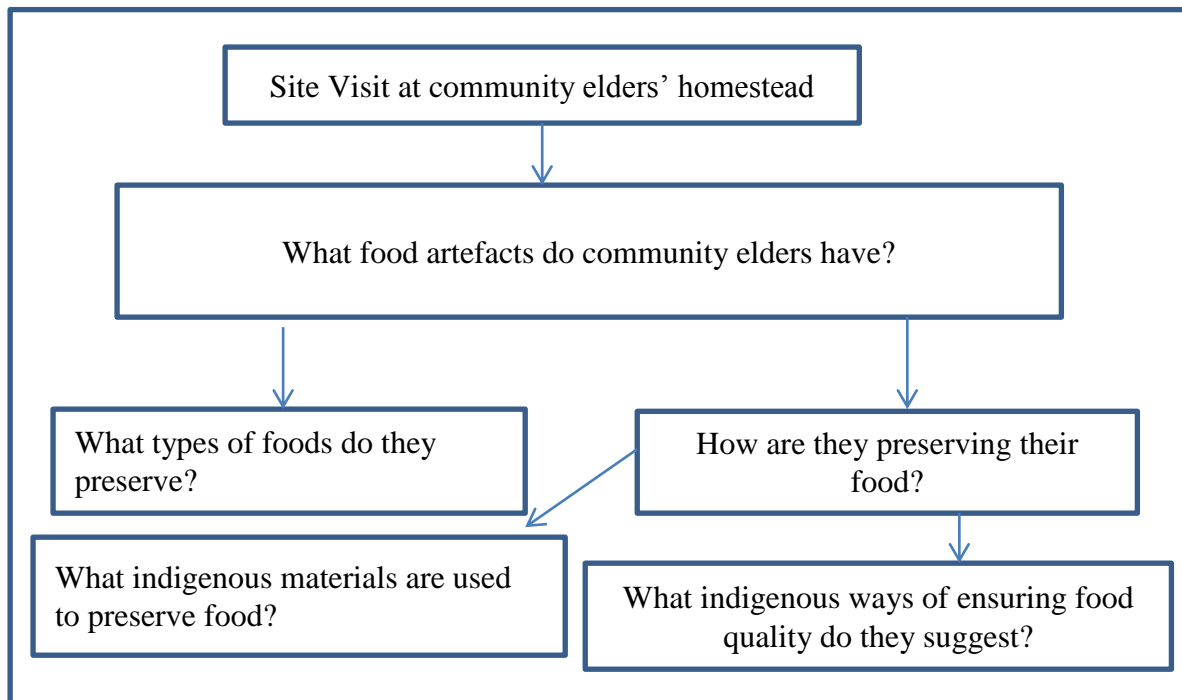 Site Visit at community elders’ homestead
What food artefacts do community elders have?
What types of foods do they
preserve?
How are they preserving their
food?
What indigenous materials are used
to preserve food?
What indigenous ways of ensuring food
quality do they suggest?